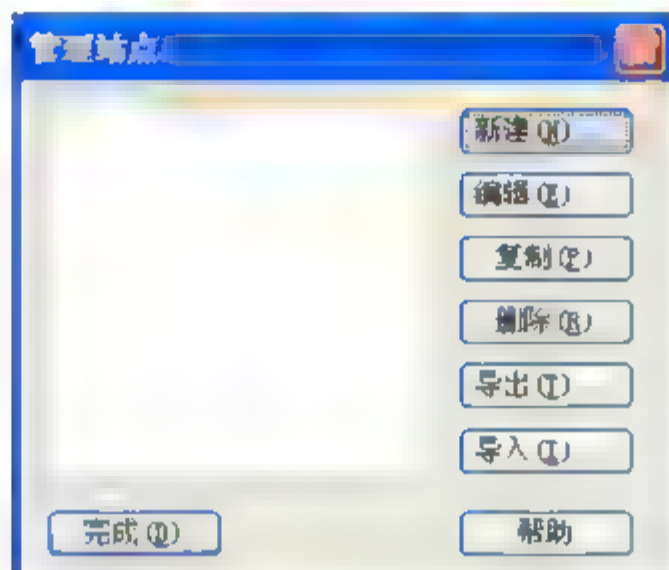 管理站点
新建(N)
编辑(E)
复制(P)
删除(R)
导出(T)
导入(I)
完成(D)
帮助